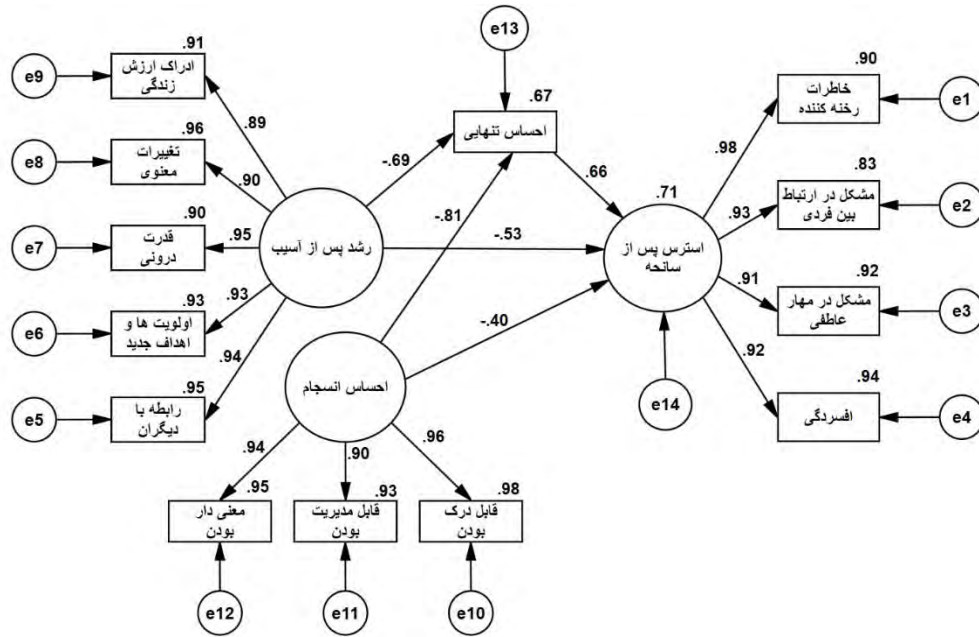 e13
.91
.90
e9
ادراک ارزش
زندگی
.67
خاطرات
رخنه کننده
e1
احساس تنهایی
.89
.98
.96
.83
e8
تغییرات
معنوی
-.69
.66
.90
.71
مشکل در ارتباط
بین فردی
e2
-.81
.93
.90
e7
قدرت
درونی
.95
رشد پس از آسیب
-.53
استرس پس از
سانحه
.92
.91
.93
.93
e6
اولویت ها و
اهداف جدید
مشکل در مهار
عاطفی
e3
-.40
.94
.92
.94
احساس انسجام
.95
e14
e5
رابطه با
دیگران
افسردگی
e4
.94
.90
.96
.95
.93
.98
معنی دار
بودن
قابل مدیریت
بودن
قابل درک
بودن
e12
e11
e10